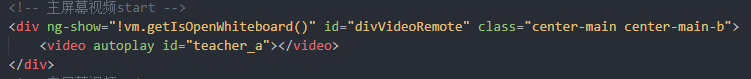 <!-- 主屏幕视频start -->
<div ng-show="!vm.getIsOpenWhiteboard()" id="divVideoRemote" class="center-main center-main-b">
<video autoplay id="teacher_a"></video>
</div>